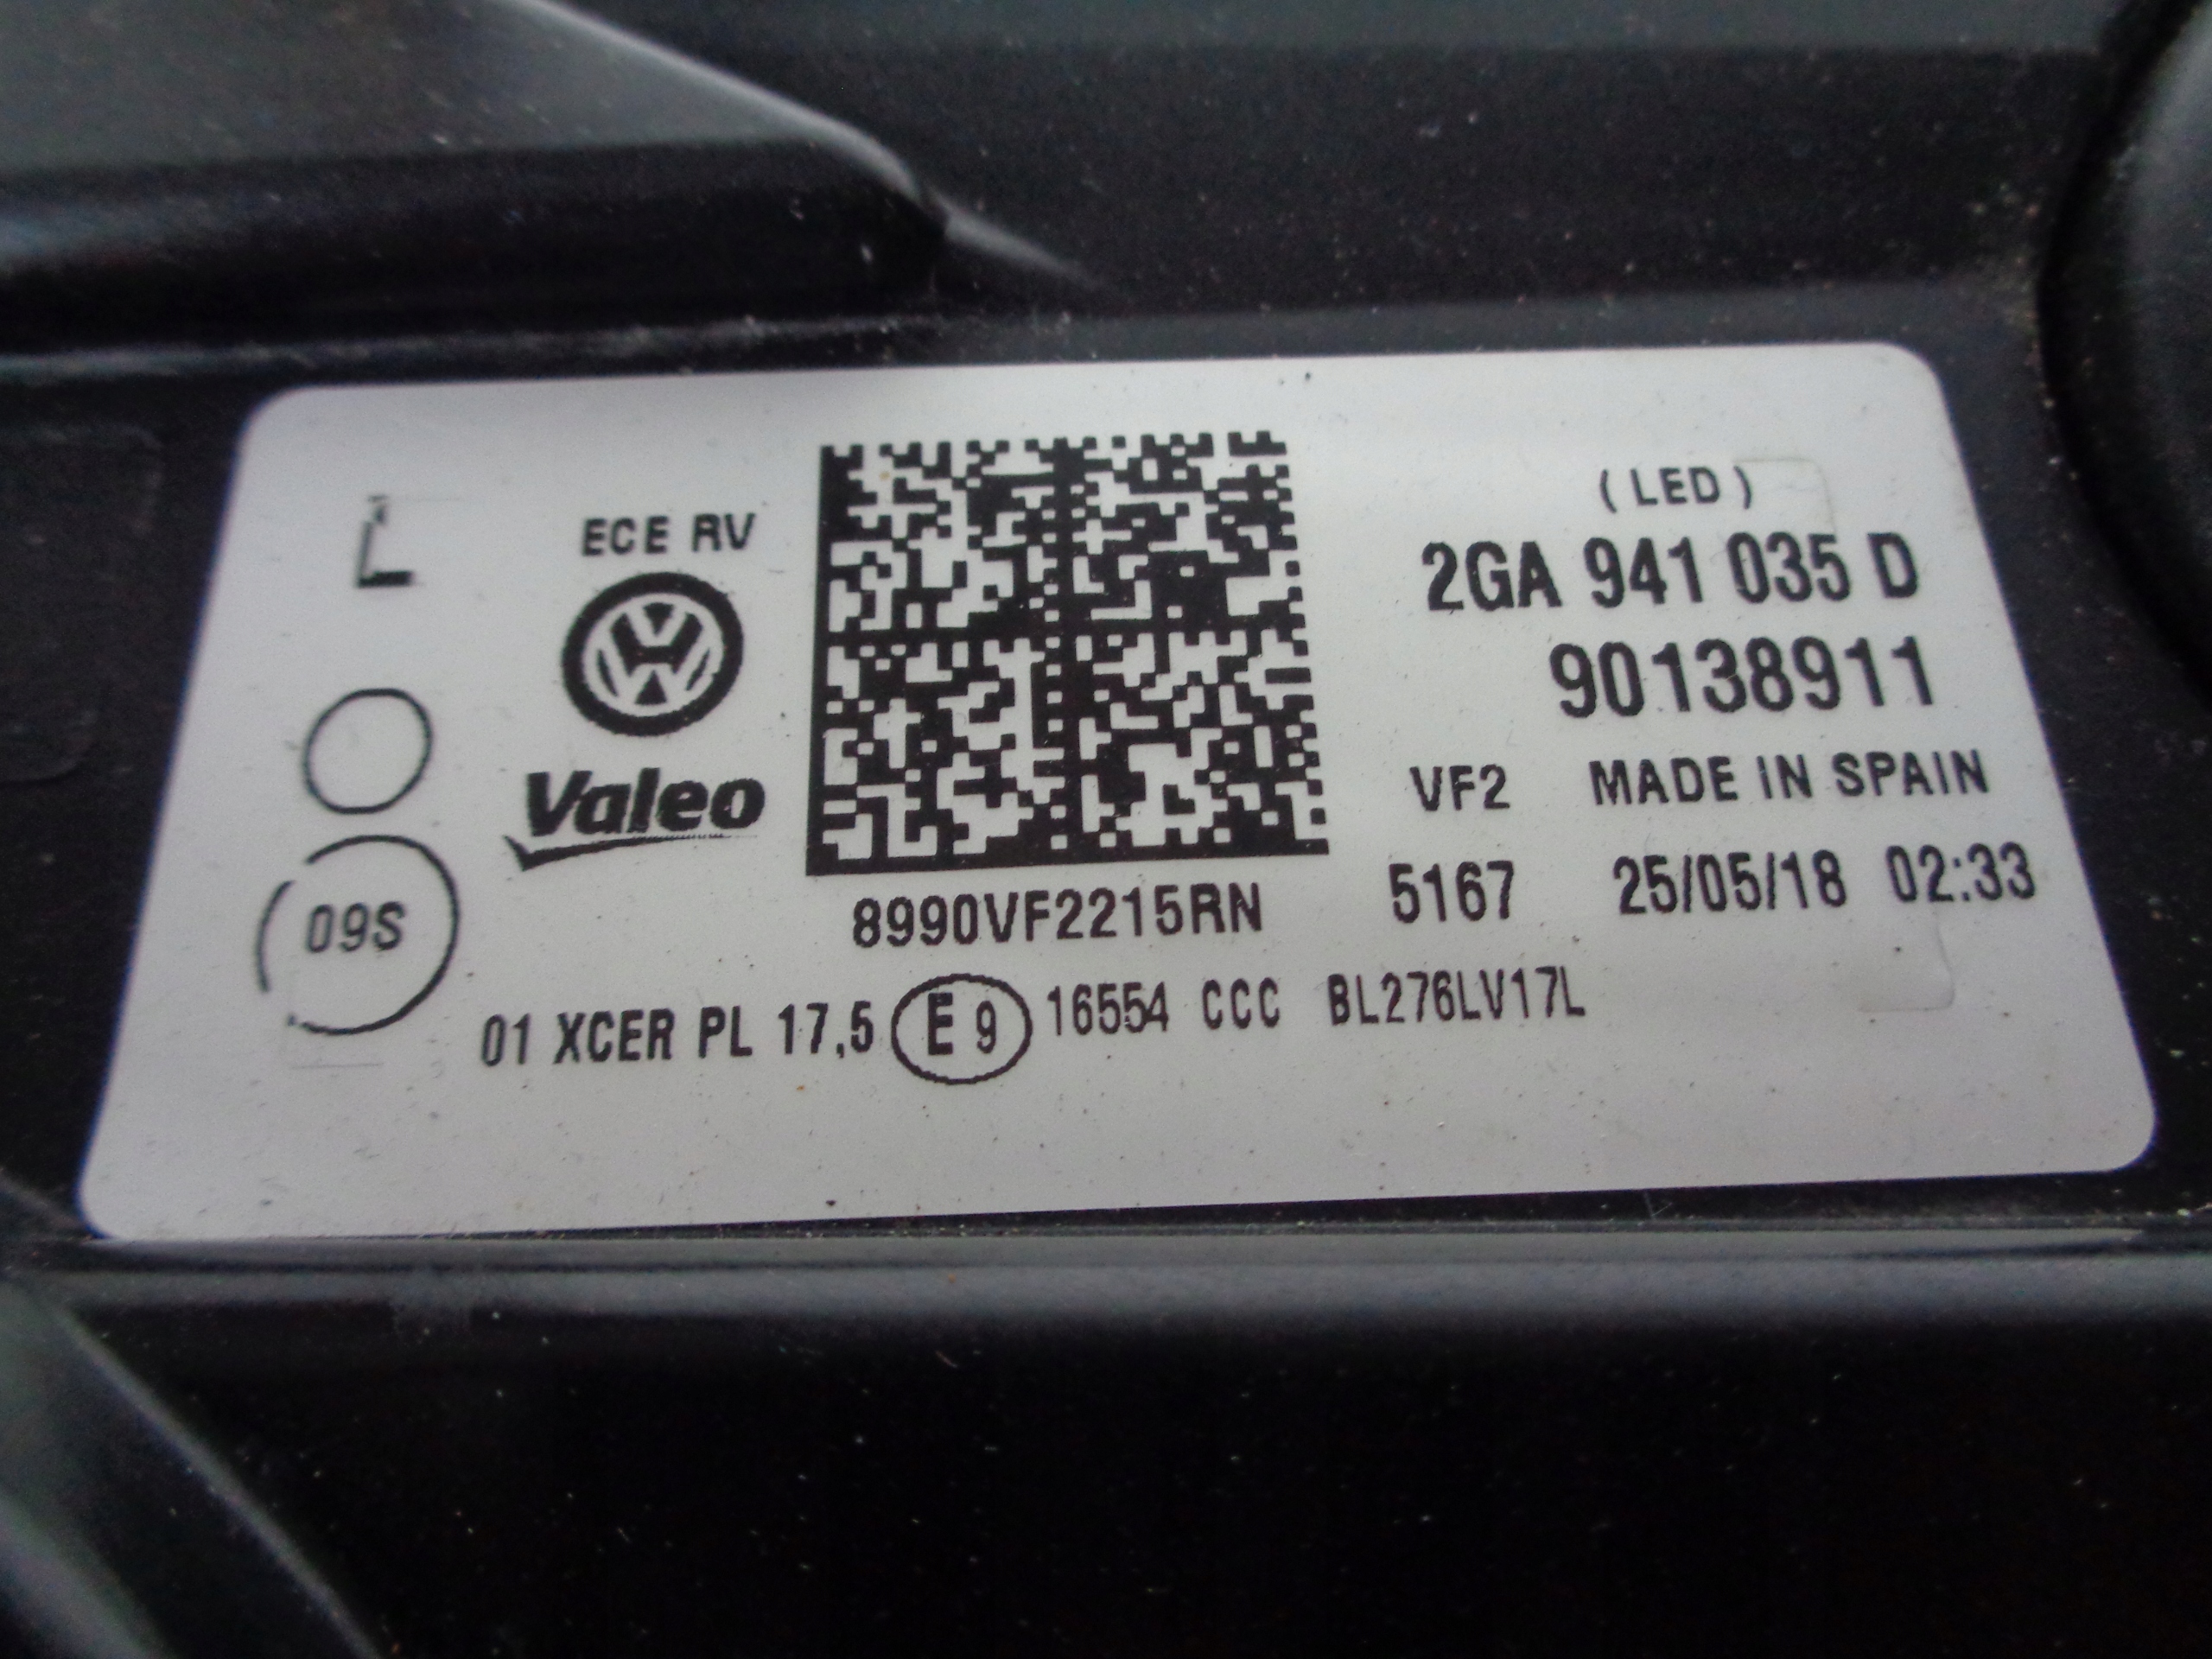 L
ECE RV
Valeo
09S
8990VF2215RN
(LED)
2GA 941 035 D
90138911
VF2 MADE IN SPAIN
5167 25/05/18 02:33
01 XCER PL 17,5 E 9 16554 CCC BL276LV17L